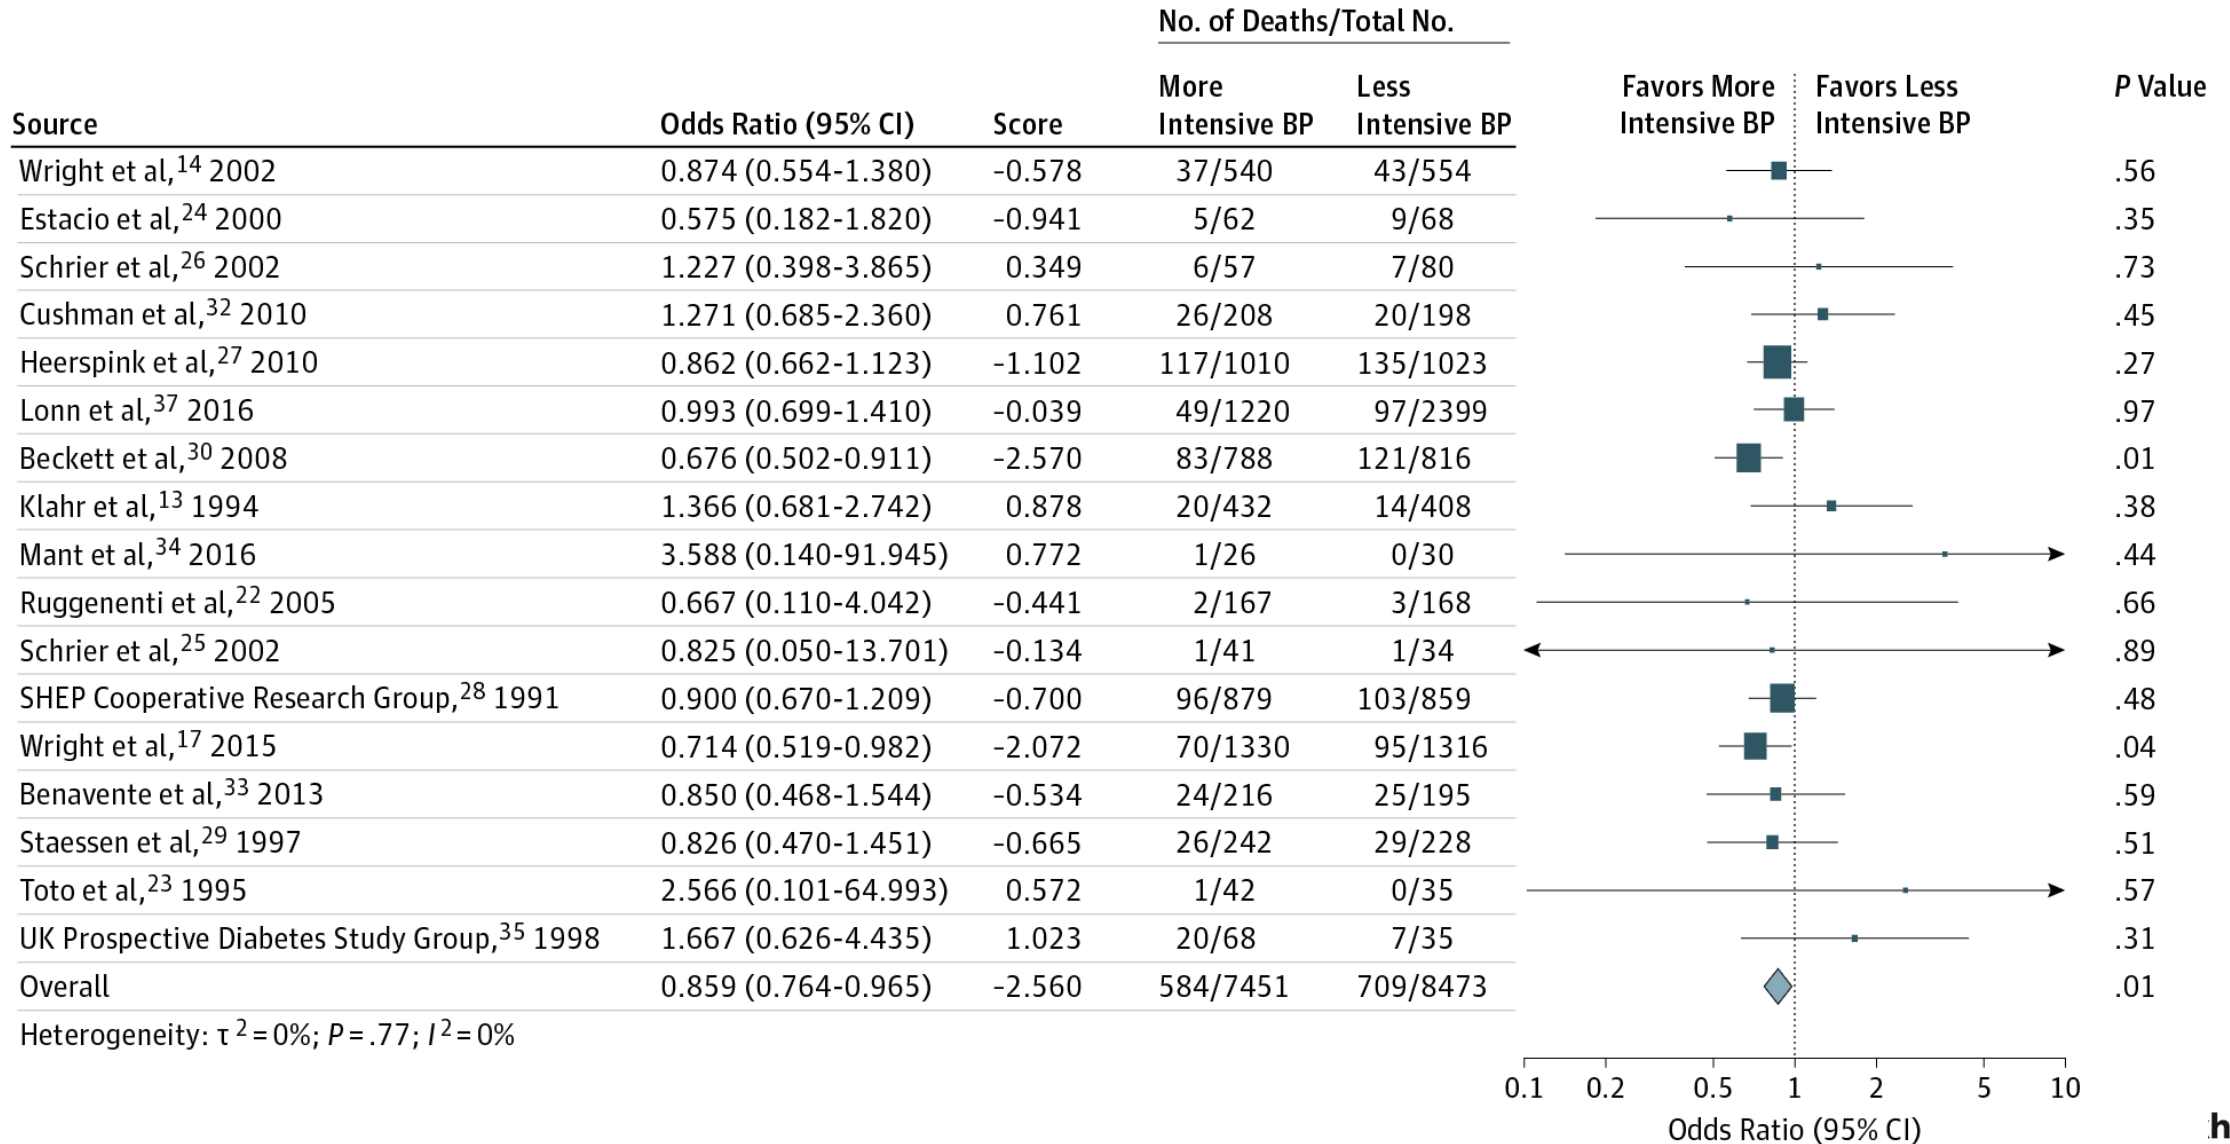 No. of Deaths/Total No.
More Less Favors More Favors Less P Value
Source Odds Ratio (95% CI) Score Intensive BP Intensive BP Intensive BP Intensive BP
Wright et al,14 2002 0.874 (0.554-1.380) -0.578 37/540 43/554 .56
Estacio et al,24 2000 0.575 (0.182-1.820) -0.941 5/62 9/68 .35
Schrier et al,26 2002 1.227 (0.398-3.865) 0.349 6/57 7/80 .73
Cushman et al,32 2010 1.271 (0.685-2.360) 0.761 26/208 20/198 .45
Heerspink et al,27 2010 0.862 (0.662-1.123) -1.102 117/1010 135/1023 .27
Lonn et al,37 2016 0.993 (0.699-1.410) -0.039 49/1220 97/2399 .97
Beckett et al,30 2008 0.676 (0.502-0.911) -2.570 83/788 121/816 .01
Klahr et al,13 1994 1.366 (0.681-2.742) 0.878 20/432 14/408 .38
Mant et al,34 2016 3.588 (0.140-91.945) 0.772 1/26 0/30 .44
Ruggenenti et al,22 2005 0.667 (0.110-4.042) -0.441 2/167 3/168 .66
Schrier et al,25 2002 0.825 (0.050-13.701) -0.134 1/41 1/34 .89
SHEP Cooperative Research Group,28 1991 0.900 (0.670-1.209) -0.700 96/879 103/859 .48
Wright et al,17 2015 0.714 (0.519-0.982) -2.072 70/1330 95/1316 .04
Benavente et al,33 2013 0.850 (0.468-1.544) -0.534 24/216 25/195 .59
Staessen et al,29 1997 0.826 (0.470-1.451) -0.665 26/242 29/228 .51
Toto et al,23 1995 2.566 (0.101-64.993) 0.572 1/42 0/35 .57
UK Prospective Diabetes Study Group,35 1998 1.667 (0.626-4.435) 1.023 20/68 7/35 .31
Overall 0.859 (0.764-0.965) -2.560 584/7451 709/8473 .01
Heterogeneity: τ2 = 0%; P = .77; I2 = 0%
0.1 0.2 0.5 1 2 5 10
Odds Ratio (95% CI)
h